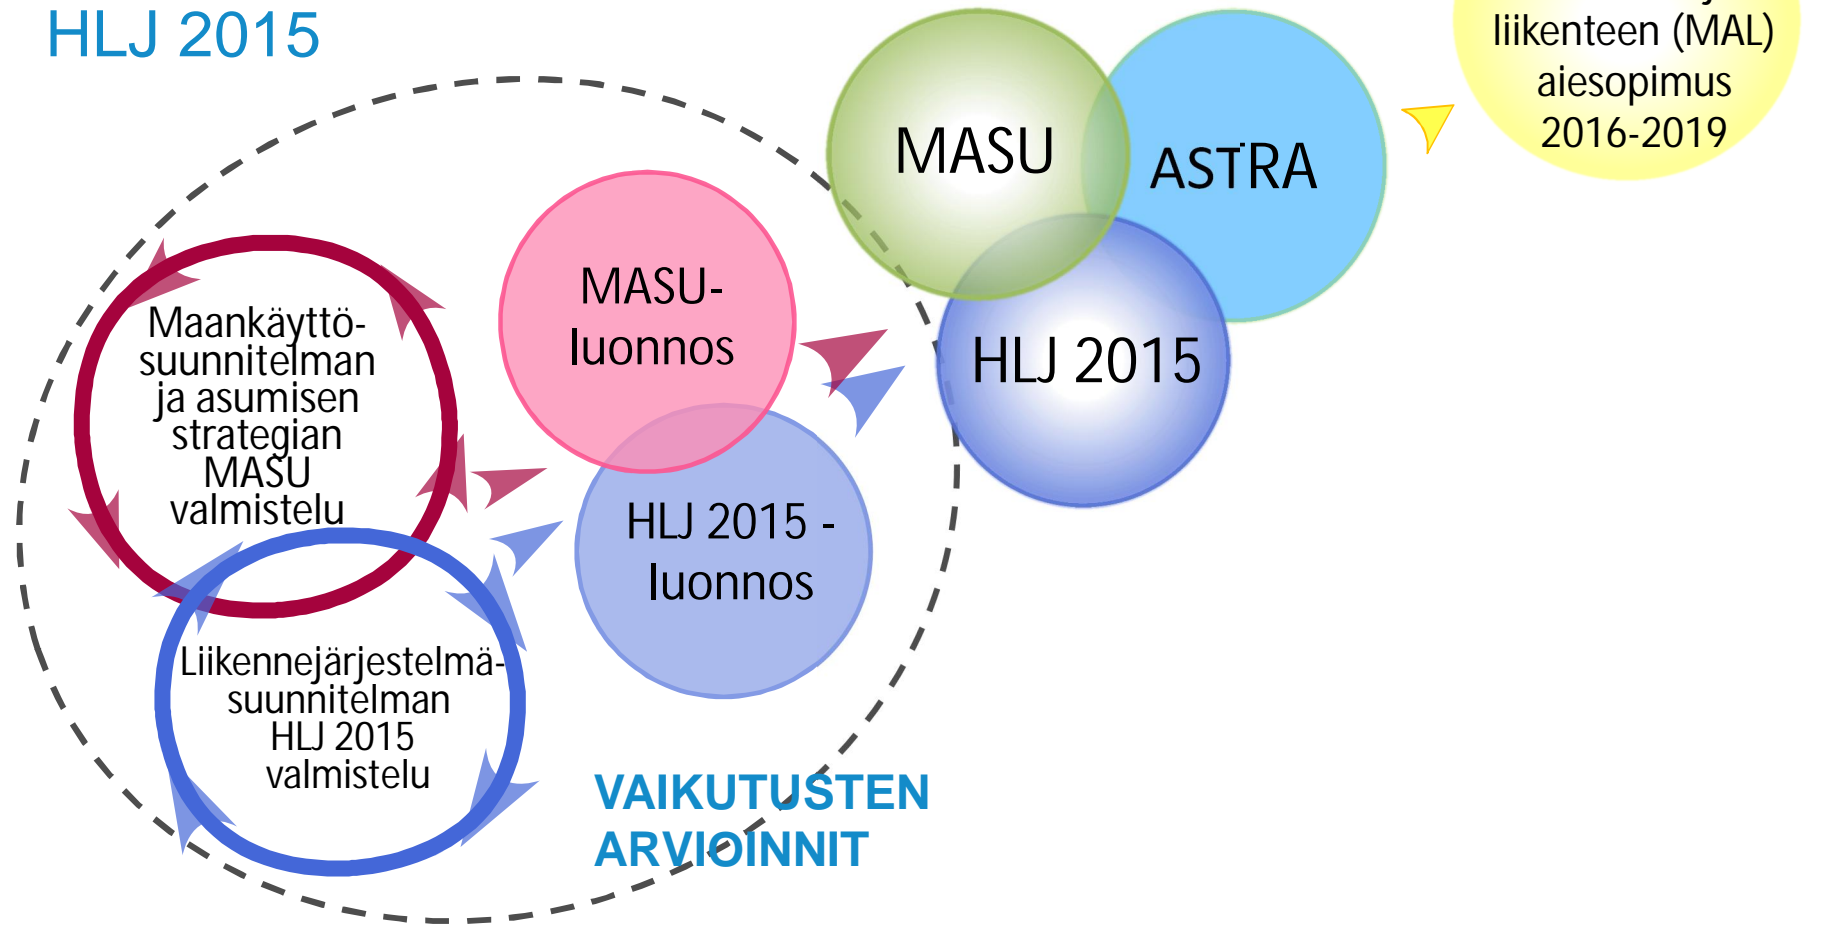 HLJ 2015
liikenteen (MAL)
aiesopimus
2016-2019
MASU
ASTRA
HLJ 2015
MASU-
luonnos
HLJ 2015 -
luonnos
Maankäyttö-
suunnitelman
ja asumisen
strategian
MASU
valmistelu
Liikennejärjestelmä-
suunnitelman
HLJ 2015
valmistelu
VAIKUTUSTEN
ARVIOINNIT